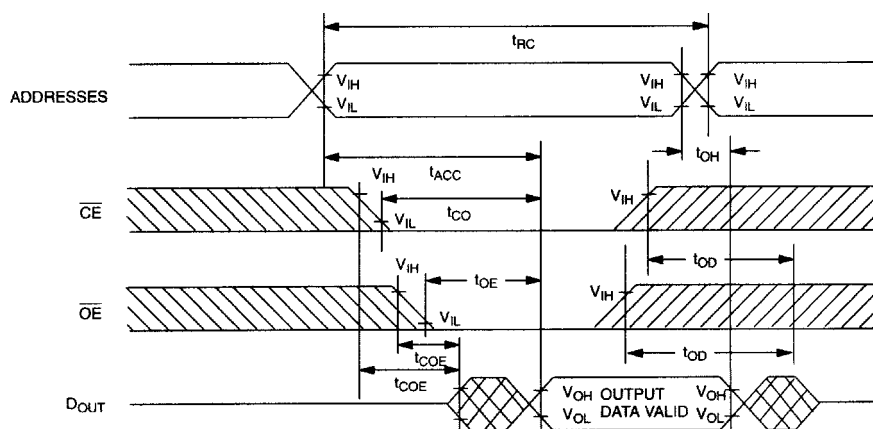 tRC
ADDRESSES
VIH VIH VIH
VIL VIL VIL
tOH
tACC
VIH
CE VIL tCO VIH
tOD
VIH tOE
OE VIL VIH
tCOE tOD
tCOE
DOUT VOH OUTPUT VOH
VOL DATA VALID VOL